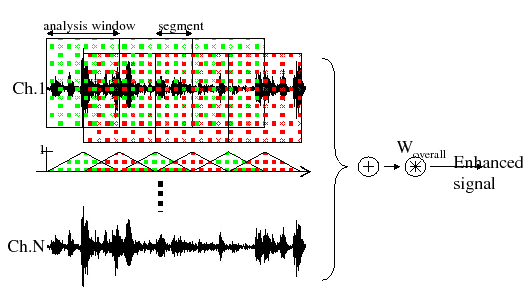 analysis window segment
Ch.1
1
W overall
Enhanced
signal
Ch.N